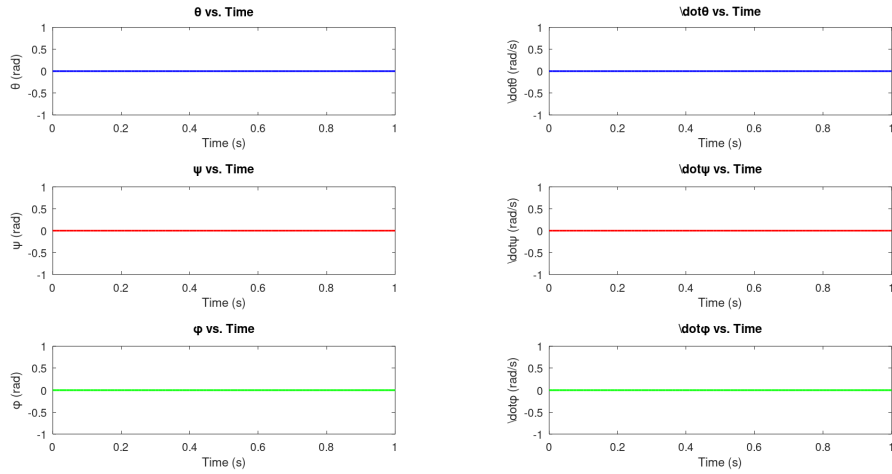 θ vs. Time
1
0.5
0
-0.5
-1
θ (rad)
0 0.2 0.4 0.6 0.8 1
Time (s)
\dotθ vs. Time
1
0.5
0
-0.5
-1
\dotθ (rad/s)
0 0.2 0.4 0.6 0.8 1
Time (s)
ψ vs. Time
1
0.5
0
-0.5
-1
ψ (rad)
0 0.2 0.4 0.6 0.8 1
Time (s)
\dotψ vs. Time
1
0.5
0
-0.5
-1
\dotψ (rad/s)
0 0.2 0.4 0.6 0.8 1
Time (s)
φ vs. Time
1
0.5
0
-0.5
-1
φ (rad)
0 0.2 0.4 0.6 0.8 1
Time (s)
\dotφ vs. Time
1
0.5
0
-0.5
-1
\dotφ (rad/s)
0 0.2 0.4 0.6 0.8 1
Time (s)